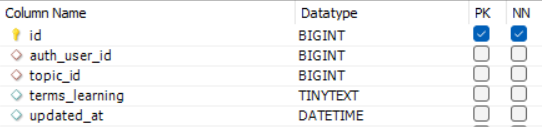 Column Name Datatype PK NN
id BIGINT
auth_user_id BIGINT
topic_id BIGINT
terms_learning TINYTEXT
updated_at DATETIME